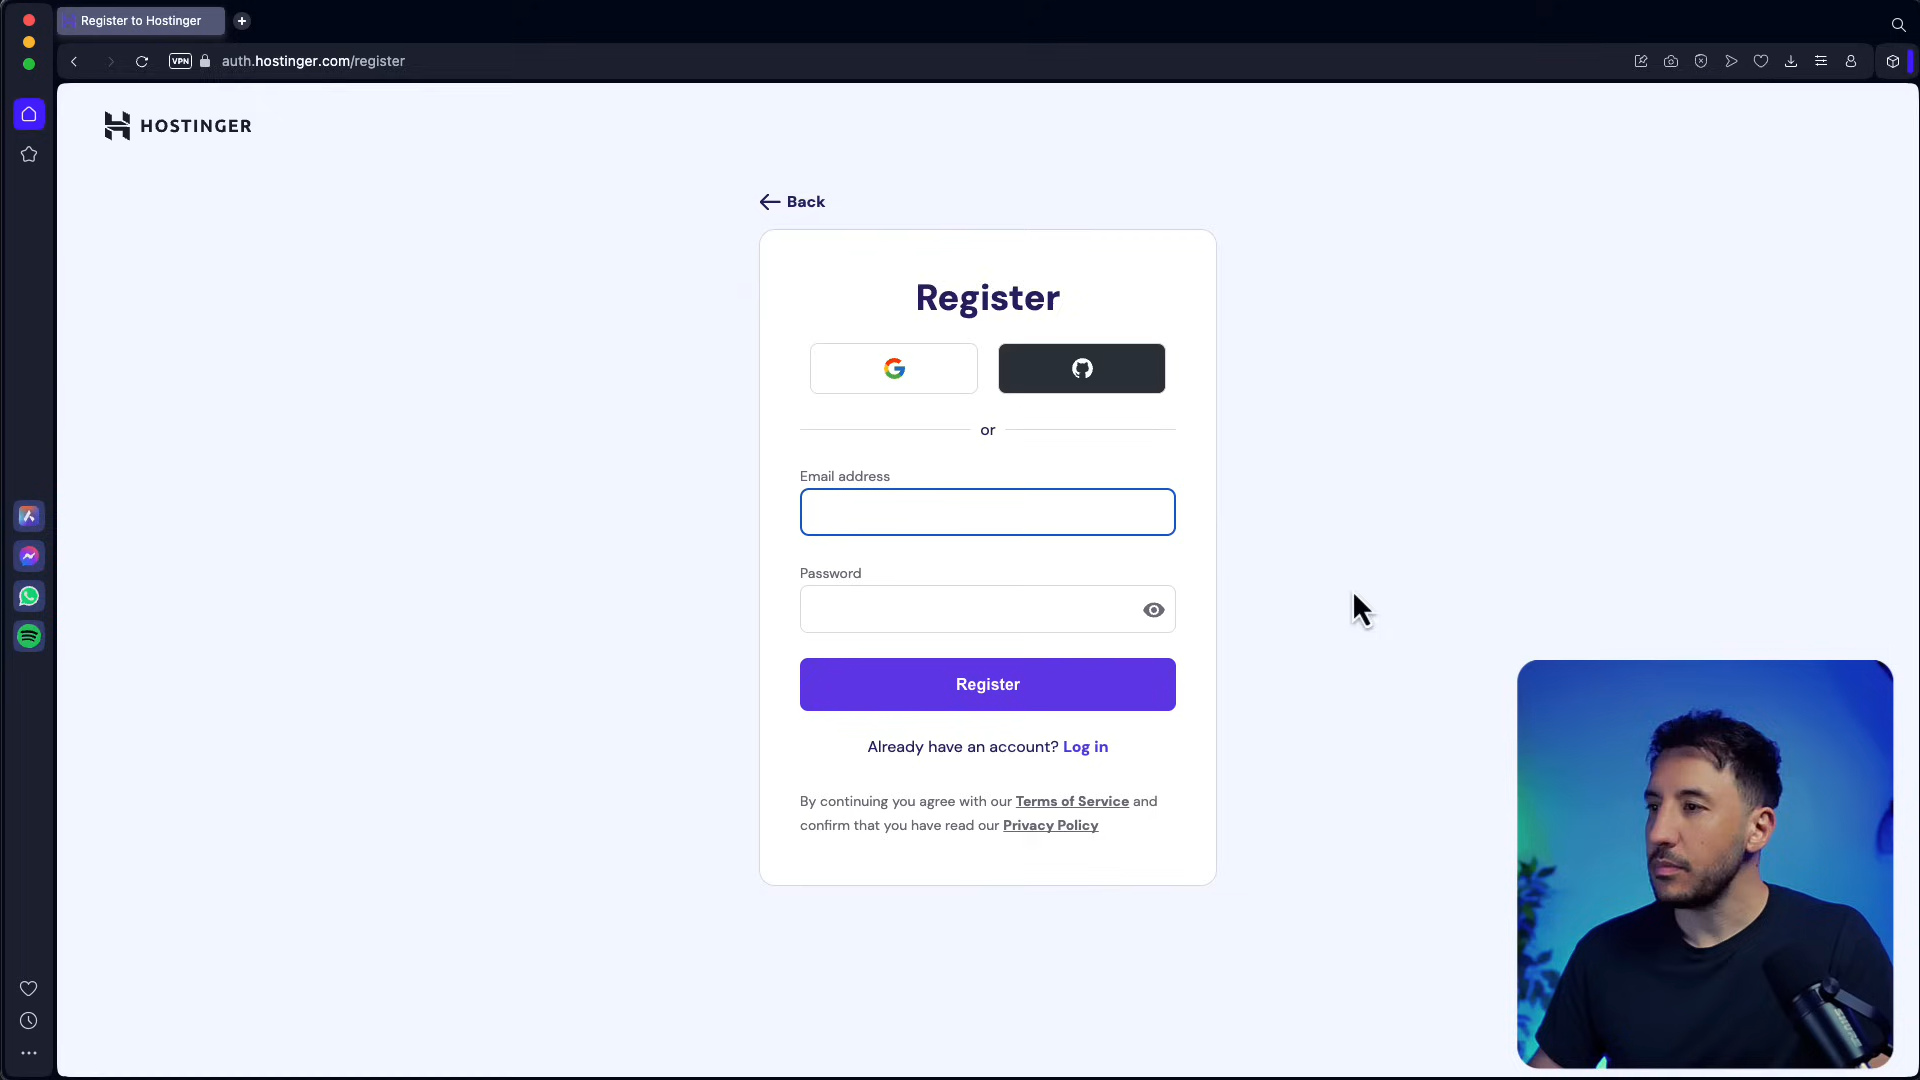 Register to Hostinger
VPN
auth.hostinger.com/register
HOSTINGER
Back
Register
or
Email address
Password
Register
Already have an account? Log in
By continuing you agree with our Terms of Service and
confirm that you have read our Privacy Policy